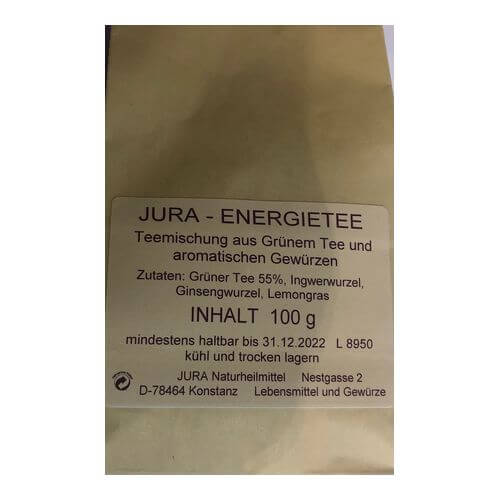 JURA - ENERGIETEE
Teemischung aus Grünem Tee und
aromatischen Gewürzen
Zutaten: Grüner Tee 55%, Ingwerwurzel,
Ginsengwurzel, Lemongras
INHALT 100 g
mindestens haltbar bis 31.12.2022 L 8950
kühl und trocken lagern
JURA Naturheilmittel Nestgasse 2
D-78464 Konstanz Lebensmittel und Gewürze